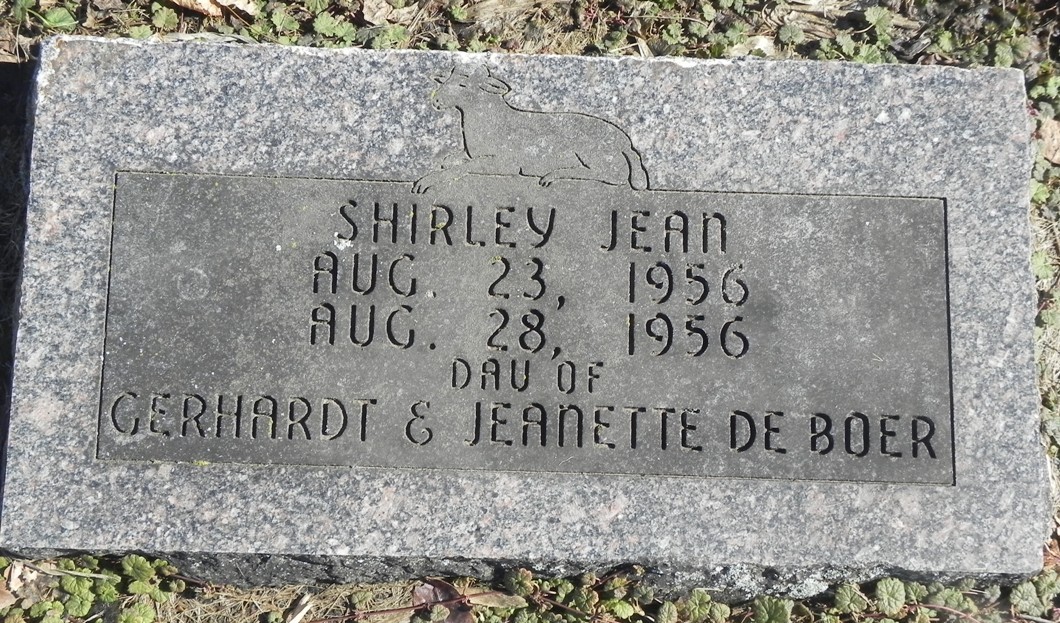 SHIRLEY JEAN
AUG. 23, 1956
AUG. 28, 1956
DAU OF
GERHARDT & JEANETTE DE BOER